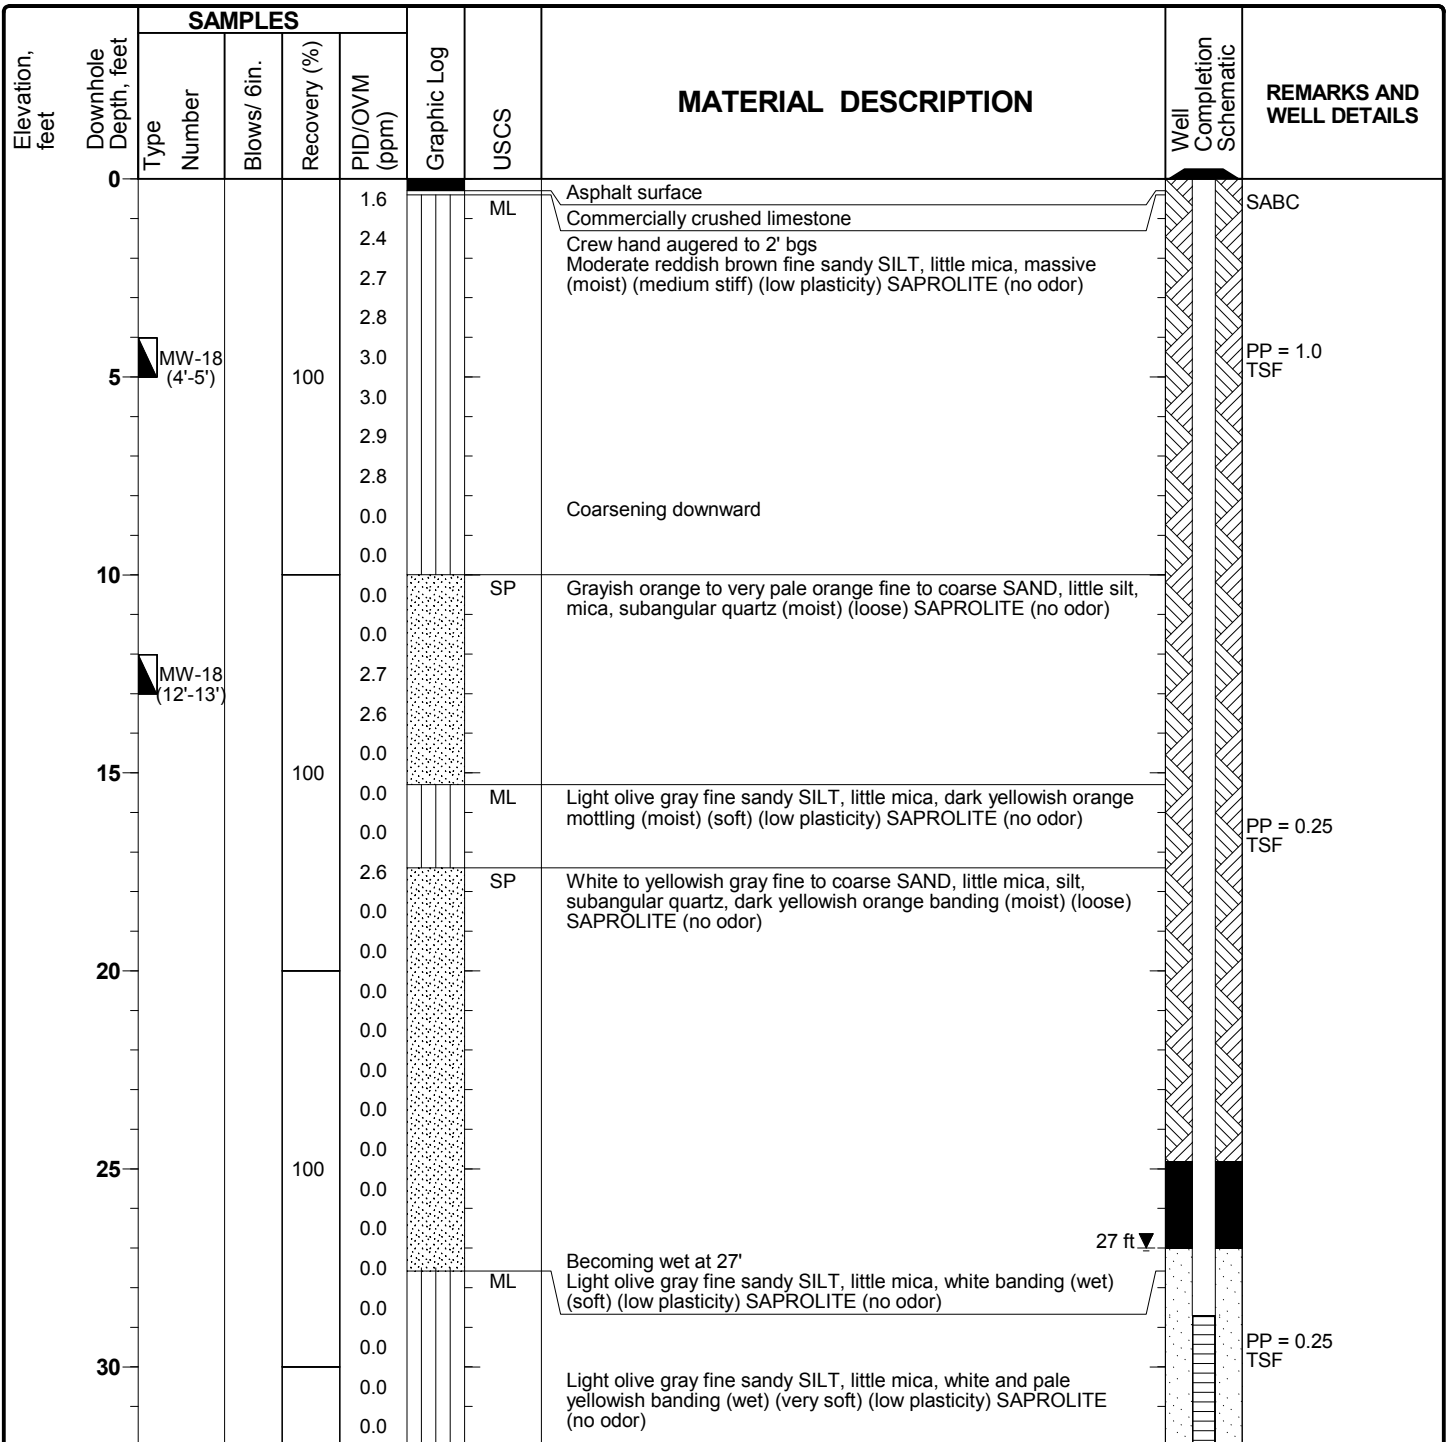 SAMPLES
Elevation,
feet
Downhole
Depth, feet
Type
Number
Blows/ 6in.
Recovery (%)
PID/OVM
(ppm)
Graphic Log
USCS
MATERIAL DESCRIPTION
Well
Completion
Schematic
REMARKS AND
WELL DETAILS
0
1.6
ML
Asphalt surface
SABC
Commercially crushed limestone
2.4
Crew hand augered to 2' bgs
Moderate reddish brown fine sandy SILT, little mica, massive
2.7
(moist) (medium stiff) (low plasticity) SAPROLITE (no odor)
2.8
MW-18
(4'-5')
3.0
PP = 1.0
TSF
5
100
3.0
2.9
2.8
0.0
Coarsening downward
0.0
10
0.0
SP
Grayish orange to very pale orange fine to coarse SAND, little silt,
mica, subangular quartz (moist) (loose) SAPROLITE (no odor)
0.0
MW-18
(12'-13')
2.7
2.6
0.0
15
100
0.0
ML
Light olive gray fine sandy SILT, little mica, dark yellowish orange
mottling (moist) (soft) (low plasticity) SAPROLITE (no odor)
0.0
PP = 0.25
TSF
2.6
SP
White to yellowish gray fine to coarse SAND, little mica, silt,
subangular quartz, dark yellowish orange banding (moist) (loose)
SAPROLITE (no odor)
0.0
0.0
20
0.0
0.0
0.0
0.0
0.0
25
100
0.0
0.0
27 ft
0.0
Becoming wet at 27'
ML
Light olive gray fine sandy SILT, little mica, white banding (wet)
(soft) (low plasticity) SAPROLITE (no odor)
0.0
0.0
PP = 0.25
TSF
30
0.0
Light olive gray fine sandy SILT, little mica, white and pale
yellowish banding (wet) (very soft) (low plasticity) SAPROLITE
(no odor)
0.0